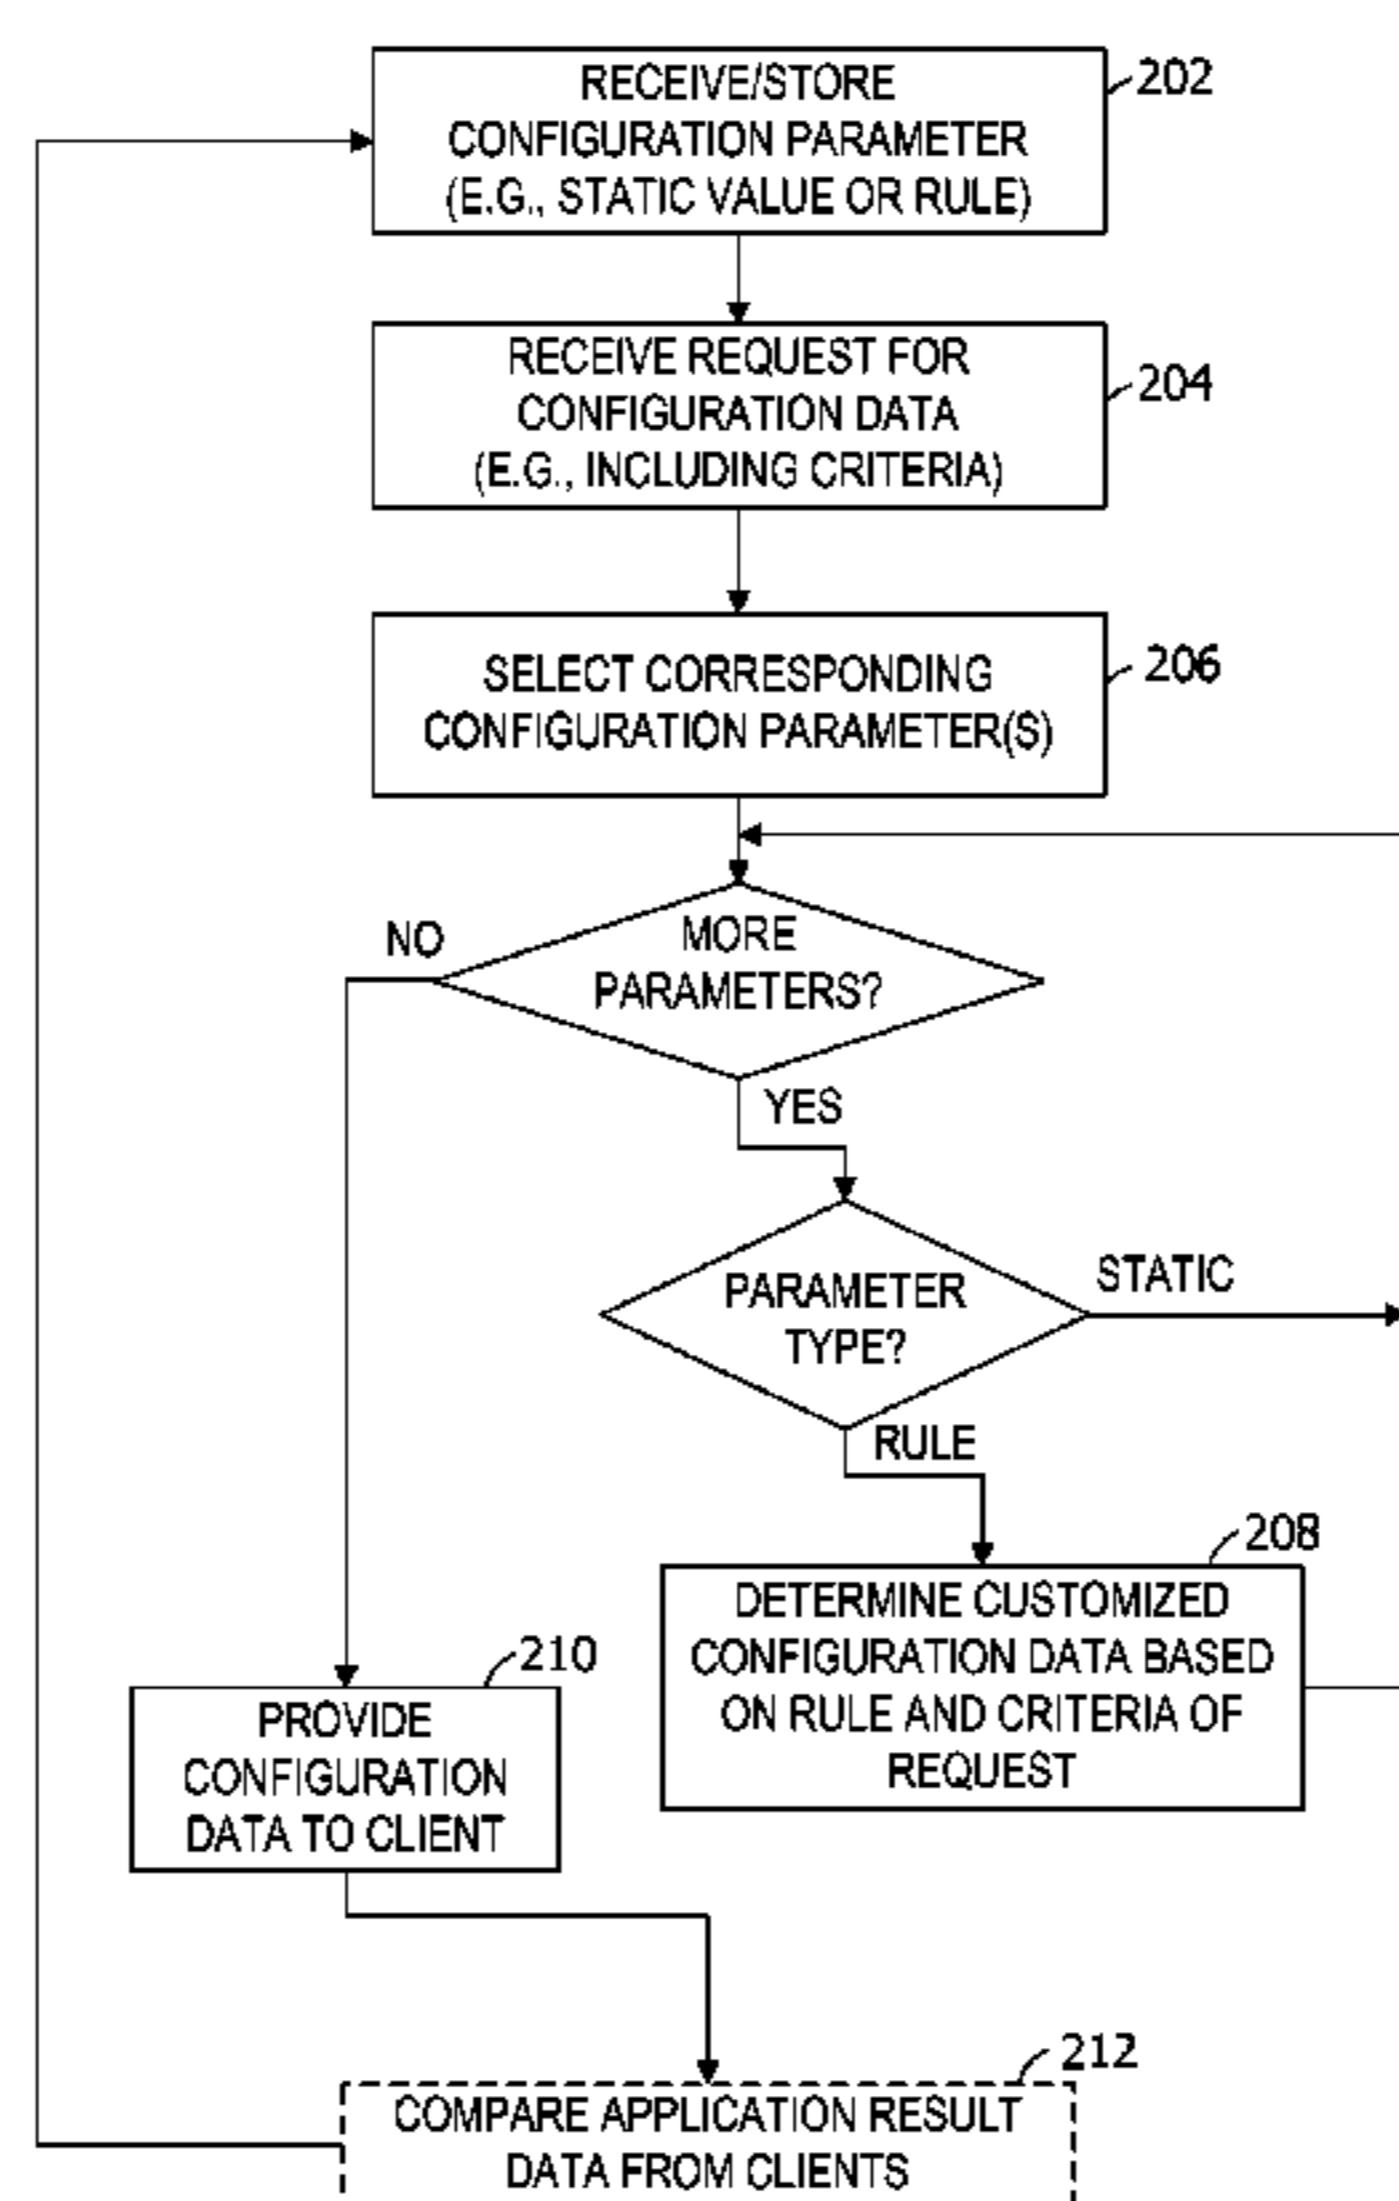 RECEIVE/STORE
CONFIGURATION PARAMETER
(E.G., STATIC VALUE OR RULE)
202
RECEIVE REQUEST FOR
CONFIGURATION DATA
(E.G., INCLUDING CRITERIA)
204
SELECT CORRESPONDING
CONFIGURATION PARAMETER(S)
206
NO
MORE
PARAMETERS?
YES
PARAMETER
TYPE?
STATIC
RULE
208
DETERMINE CUSTOMIZED
CONFIGURATION DATA BASED
ON RULE AND CRITERIA OF
REQUEST
210
PROVIDE
CONFIGURATION
DATA TO CLIENT
212
COMPARE APPLICATION RESULT
DATA FROM CLIENTS